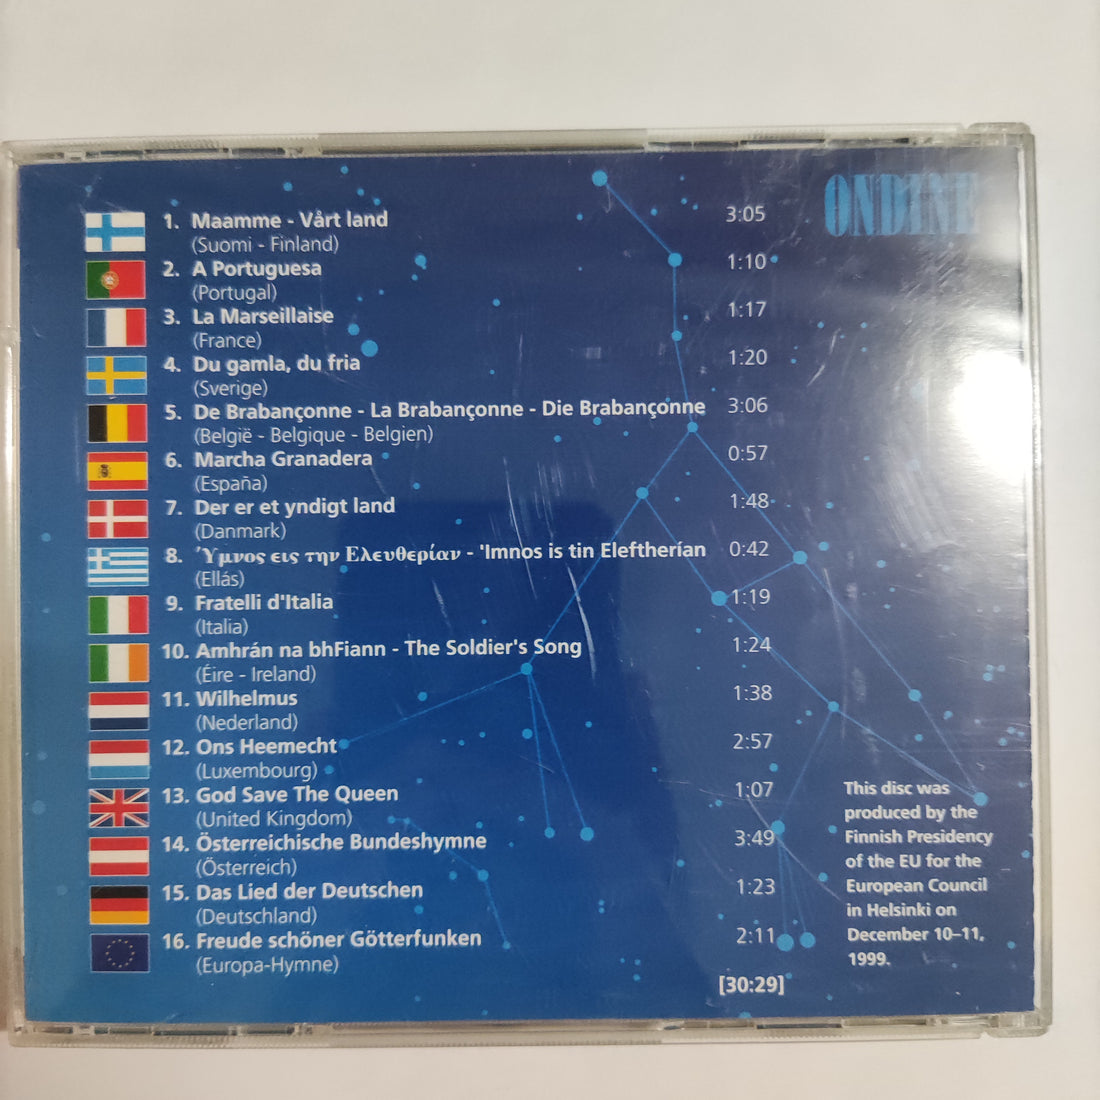 ONDINE
1. Maamme - Vårt land 3:05
(Suomi - Finland)
2. A Portuguesa 1:10
(Portugal)
3. La Marseillaise 1:17
(France)
4. Du gamla, du fria 1:20
(Sverige)
5. De Brabançonne - La Brabançonne - Die Brabançonne 3:06
(België - Belgique - Belgien)
6. Marcha Granadera 0:57
(España)
7. Der er et yndigt land 1:48
(Danmark)
8. Ύμνος εις την Ελευθερίαν - 'Imnos is tin Eleftherían 0:42
(Ellás)
9. Fratelli d'Italia 1:19
(Italia)
10. Amhrán na bhFiann - The Soldier's Song 1:24
(Éire - Ireland)
11. Wilhelmus 1:38
(Nederland)
12. Ons Heemecht 2:57
(Luxembourg)
13. God Save The Queen 1:07
(United Kingdom)
14. Österreichische Bundeshymne 3:49
(Österreich)
15. Das Lied der Deutschen 1:23
(Deutschland)
16. Freude schöner Götterfunken 2:11
(Europa-Hymne)
[30:29]
This disc was
produced by the
Finnish Presidency
of the EU for the
European Council
in Helsinki on
December 10–11,
1999.